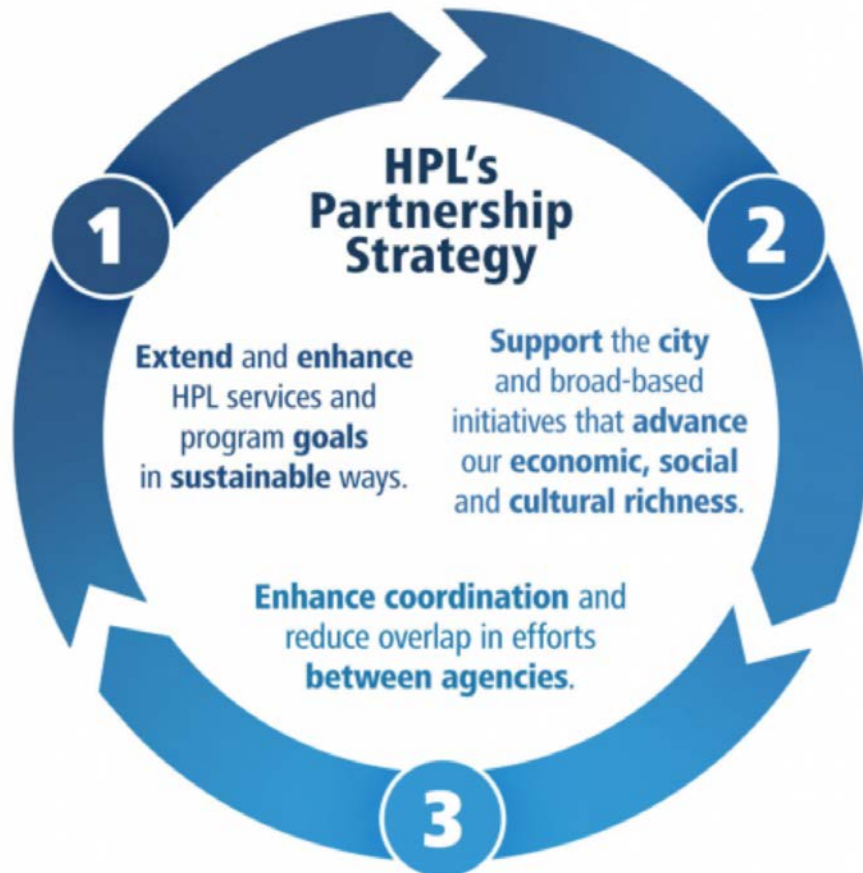 HPL's
Partnership
Strategy
1
Extend and enhance
HPL services and
program goals
in sustainable ways.
2
Support the city
and broad-based
initiatives that advance
our economic, social
and cultural richness.
Enhance coordination and
reduce overlap in efforts
between agencies.
3